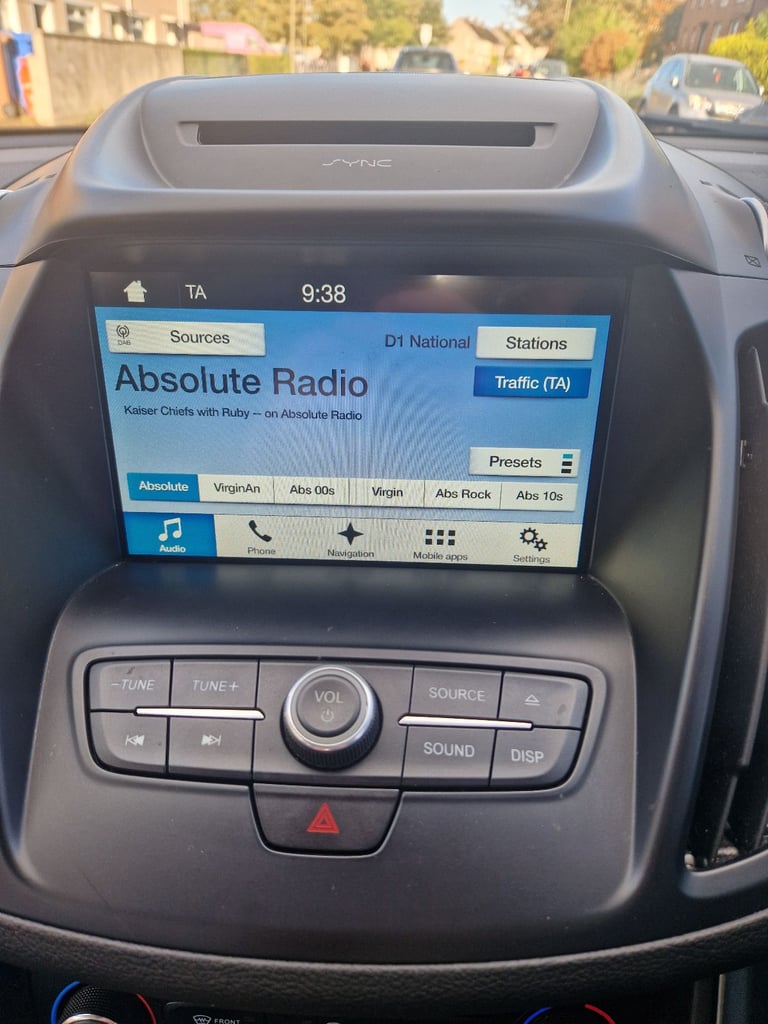 SYNC
TA 9:38
DAB Sources D1 National Stations
Absolute Radio Traffic (TA)
Kaiser Chiefs with Ruby – on Absolute Radio
Presets
Absolute VirginAn Abs 00s Virgin Abs Rock Abs 10s
Audio Phone Navigation Mobile apps Settings
-TUNE TUNE+ VOL SOURCE
SOUND DISP
FRONT